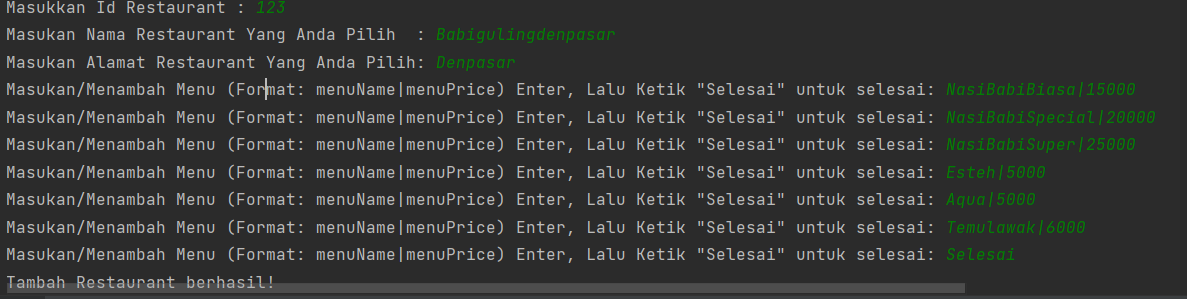 Masukkan Id Restaurant : 123
Masukan Nama Restaurant Yang Anda Pilih  : Babigulingdenpasar
Masukan Alamat Restaurant Yang Anda Pilih: Denpasar
Masukan/Menambah Menu (Format: menuName|menuPrice) Enter, Lalu Ketik "Selesai" untuk selesai: NasiBabiBiasa|15000
Masukan/Menambah Menu (Format: menuName|menuPrice) Enter, Lalu Ketik "Selesai" untuk selesai: NasiBabiSpecial|20000
Masukan/Menambah Menu (Format: menuName|menuPrice) Enter, Lalu Ketik "Selesai" untuk selesai: NasiBabiSuper|25000
Masukan/Menambah Menu (Format: menuName|menuPrice) Enter, Lalu Ketik "Selesai" untuk selesai: Esteh|5000
Masukan/Menambah Menu (Format: menuName|menuPrice) Enter, Lalu Ketik "Selesai" untuk selesai: Aqua|5000
Masukan/Menambah Menu (Format: menuName|menuPrice) Enter, Lalu Ketik "Selesai" untuk selesai: Temulawak|6000
Masukan/Menambah Menu (Format: menuName|menuPrice) Enter, Lalu Ketik "Selesai" untuk selesai: Selesai
Tambah Restaurant berhasil!